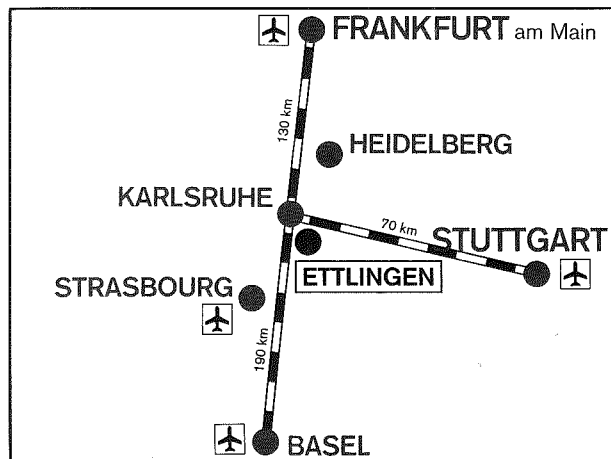 FRANKFURT am Main
130 km
HEIDELBERG
KARLSRUHE
70 km
STUTTGART
ETTLINGEN
STRASBOURG
190 km
BASEL